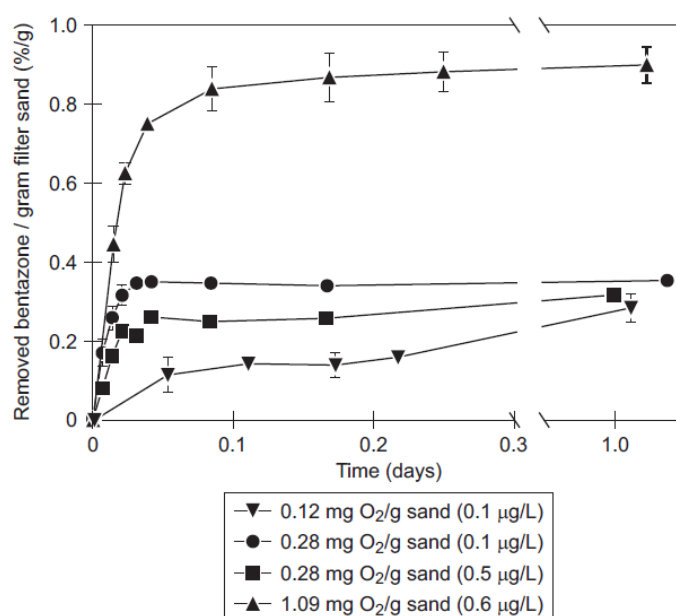 1.0
0.8
0.6
0.4
0.2
0
Removed bentazone / gram filter sand (%/g)
0 0.1 0.2 0.3 1.0
Time (days)
0.12 mg O₂/g sand (0.1 μg/L)
0.28 mg O₂/g sand (0.1 μg/L)
0.28 mg O₂/g sand (0.5 μg/L)
1.09 mg O₂/g sand (0.6 μg/L)